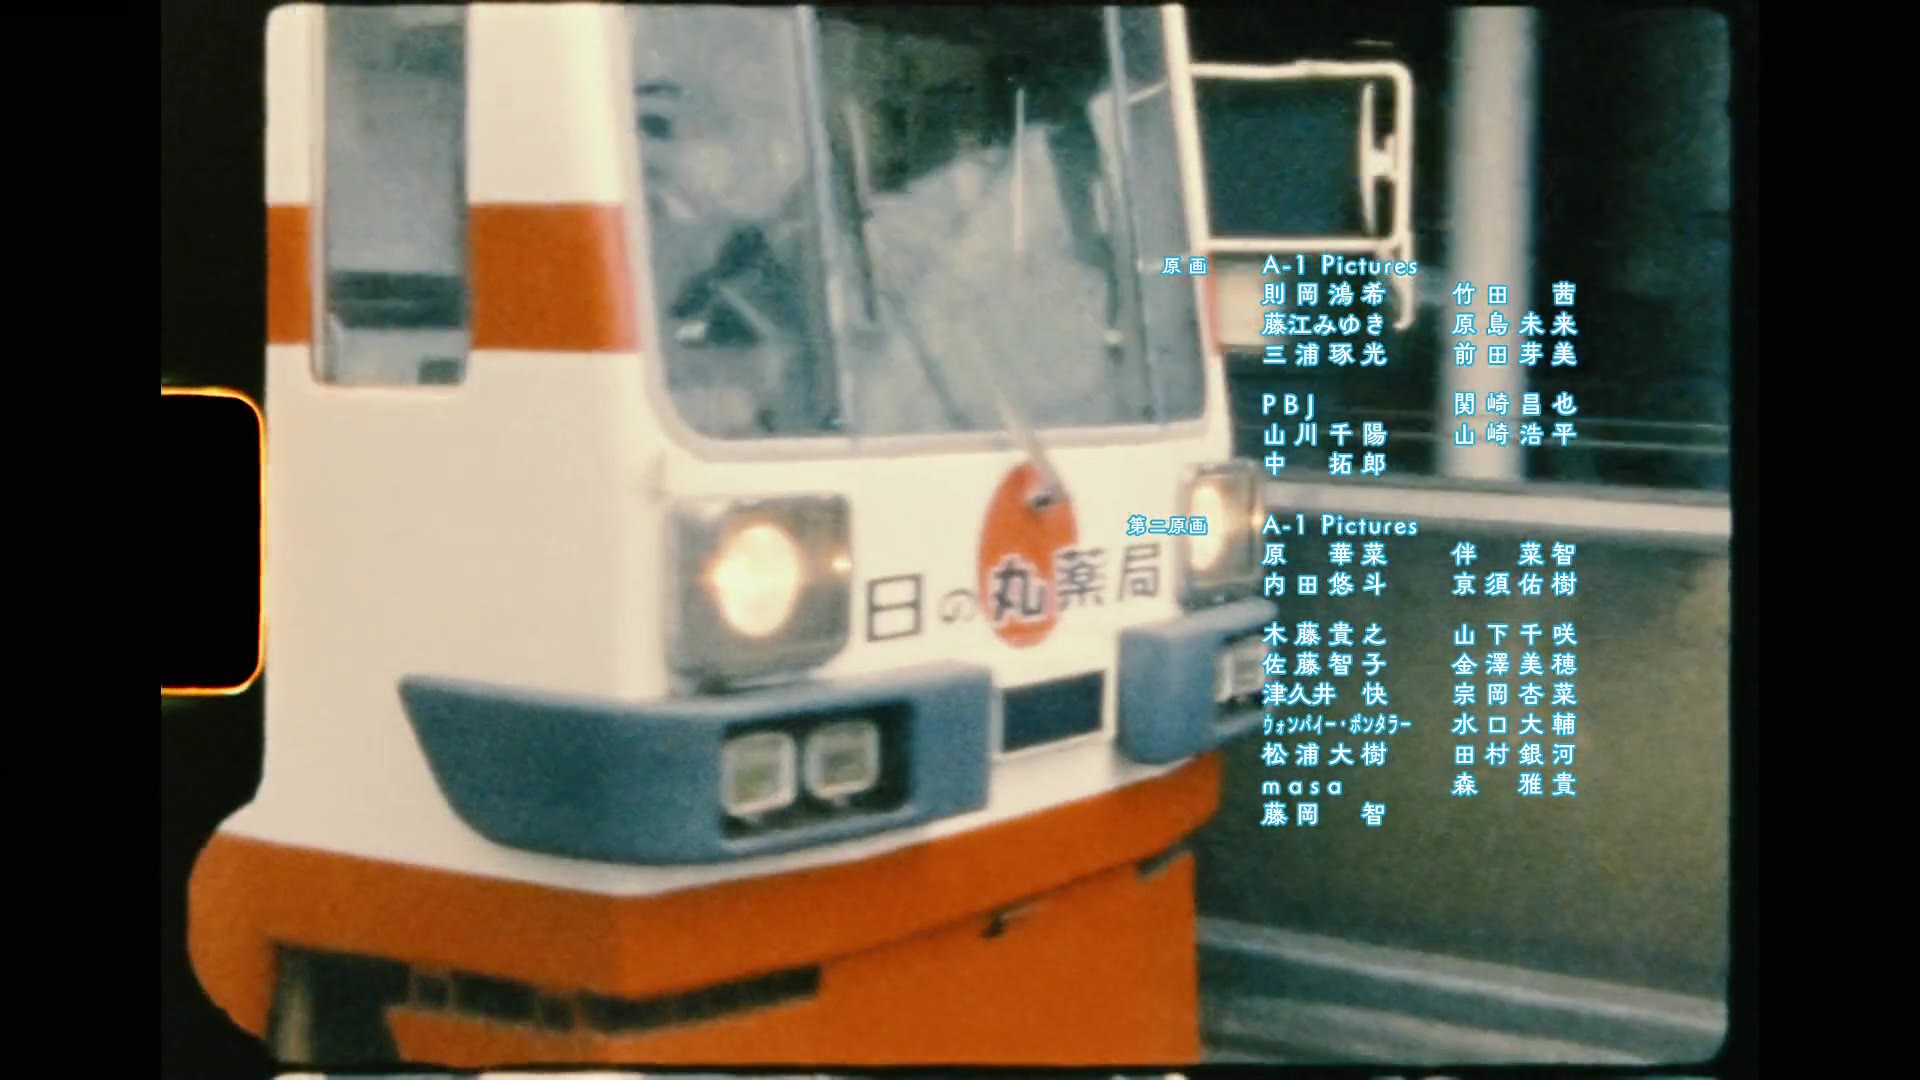 原画
A-1 Pictures
則岡鴻希 竹田 茜
藤江みゆき 原島未来
三浦琢光 前田芽美
PBJ 関崎昌也
山川千陽 山崎浩平
中 拓郎
第二原画
A-1 Pictures
原 華菜 伴 菜智
内田悠斗 京須佑樹
木藤貴之 山下千咲
佐藤智子 金澤美穂
津久井 快 宗岡杏菜
ウォンパイー・ボンタラー 水口大輔
松浦大樹 田村銀河
masa 森 雅貴
藤岡 智
日の丸薬局